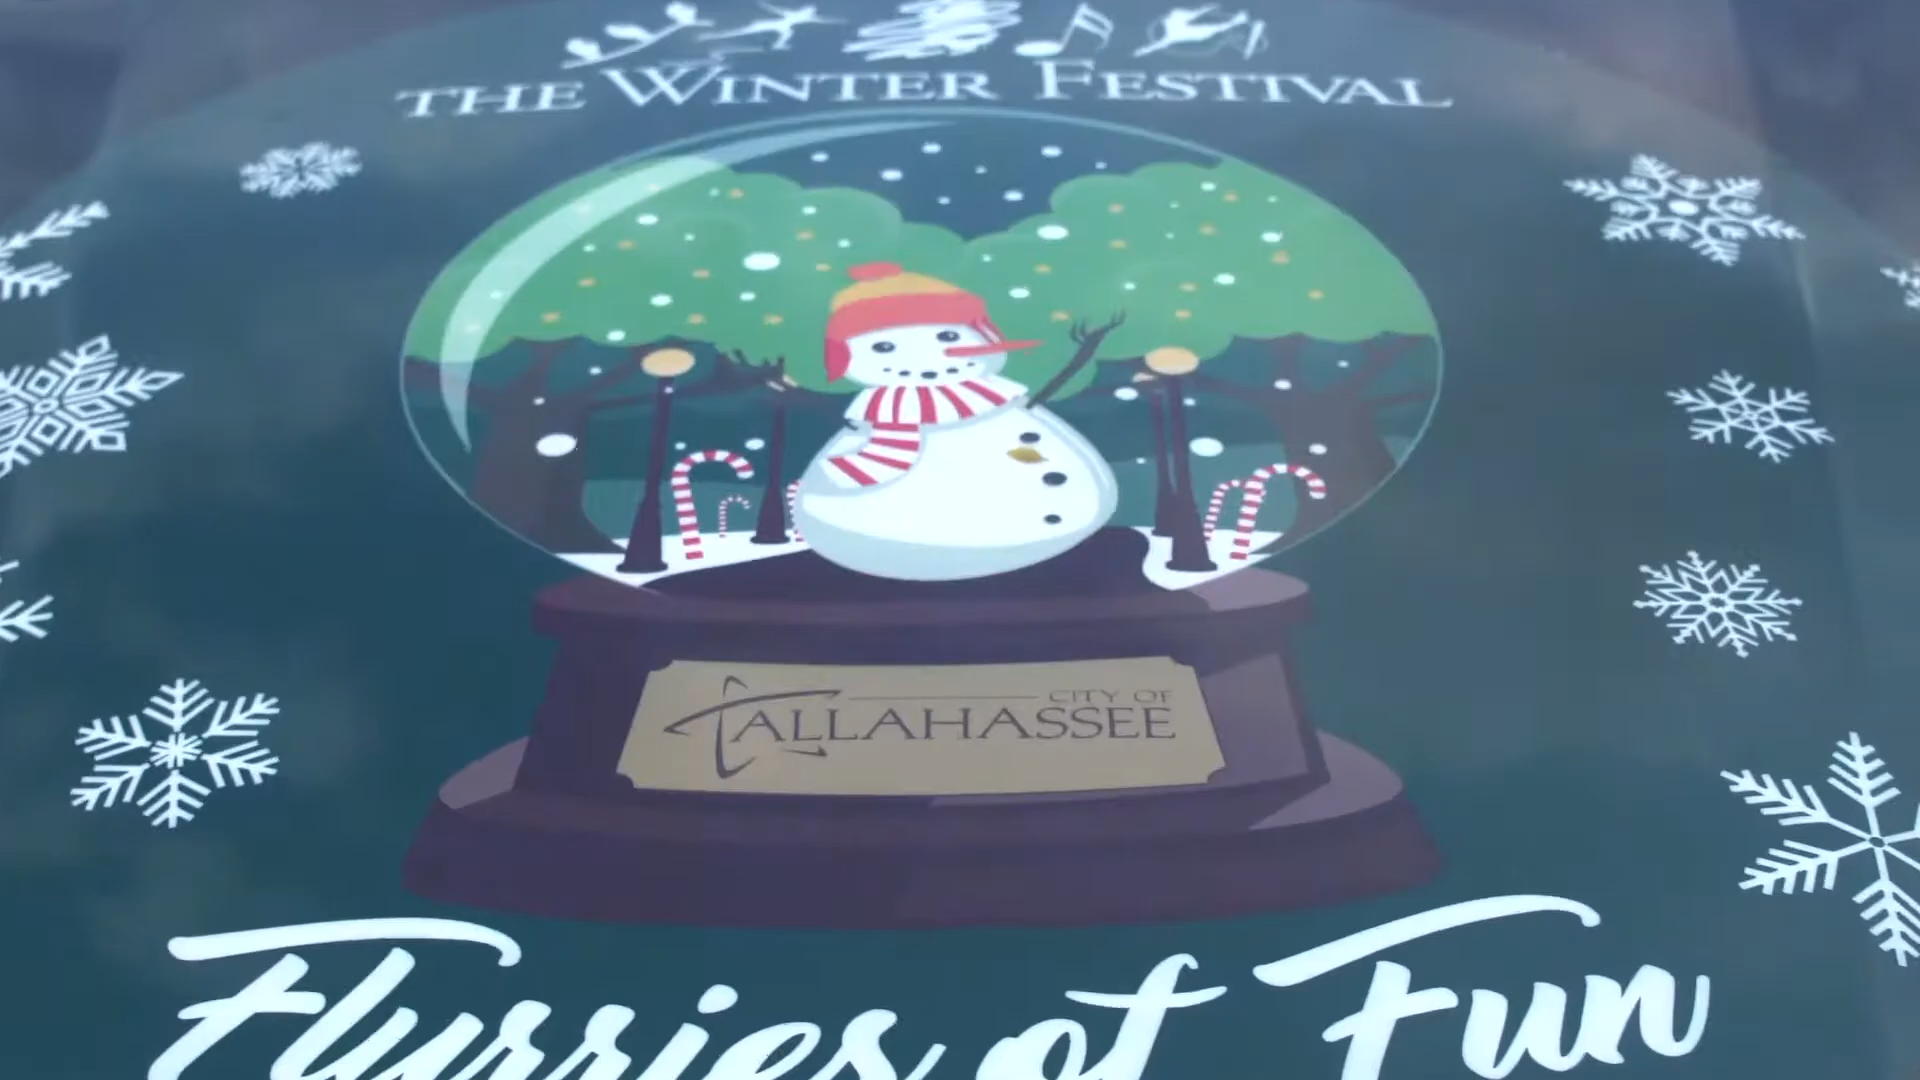 THE WINTER FESTIVAL
CITY OF
TALLAHASSEE
Flurries of Fun